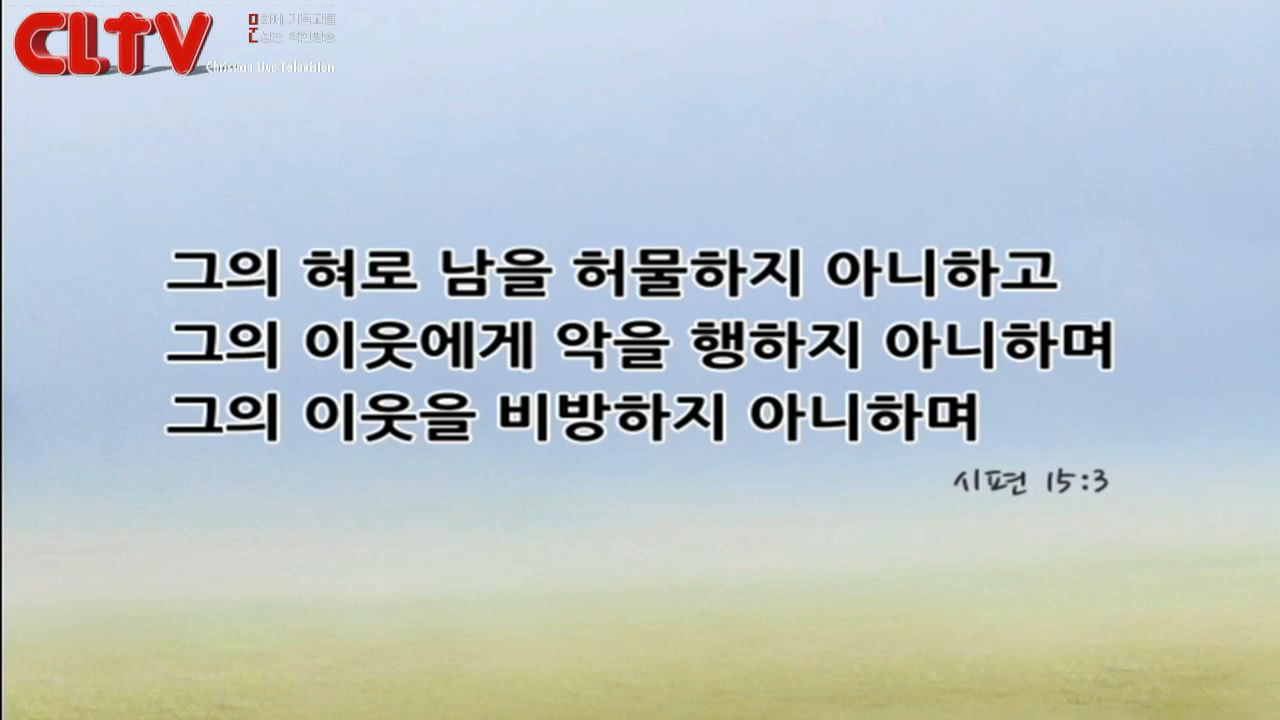 CLTV
Christian Live Television
그의 혀로 남을 허물하지 아니하고
그의 이웃에게 악을 행하지 아니하며
그의 이웃을 비방하지 아니하며
시편 15:3